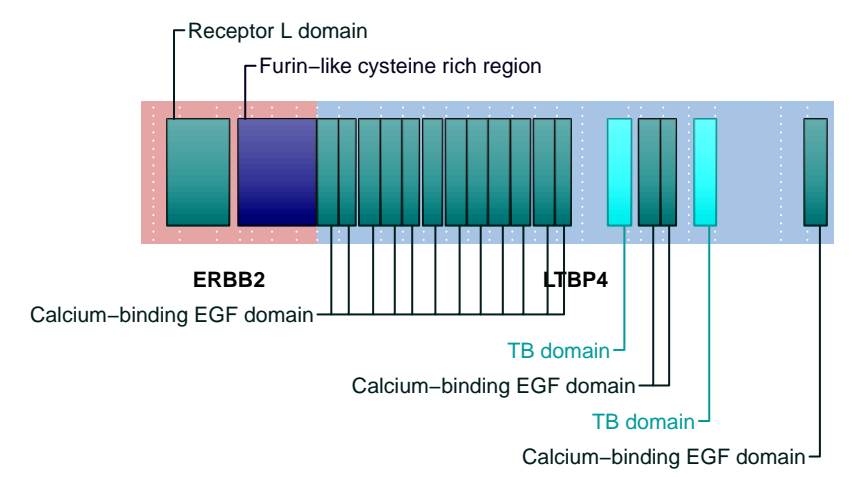 Receptor L domain
Furin−like cysteine rich region
ERBB2 LTBP4
Calcium−binding EGF domain
TB domain
Calcium−binding EGF domain
TB domain
Calcium−binding EGF domain